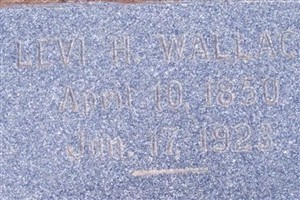 LEVI H. WALLAC
April 10, 1850
Jan. 17, 1928